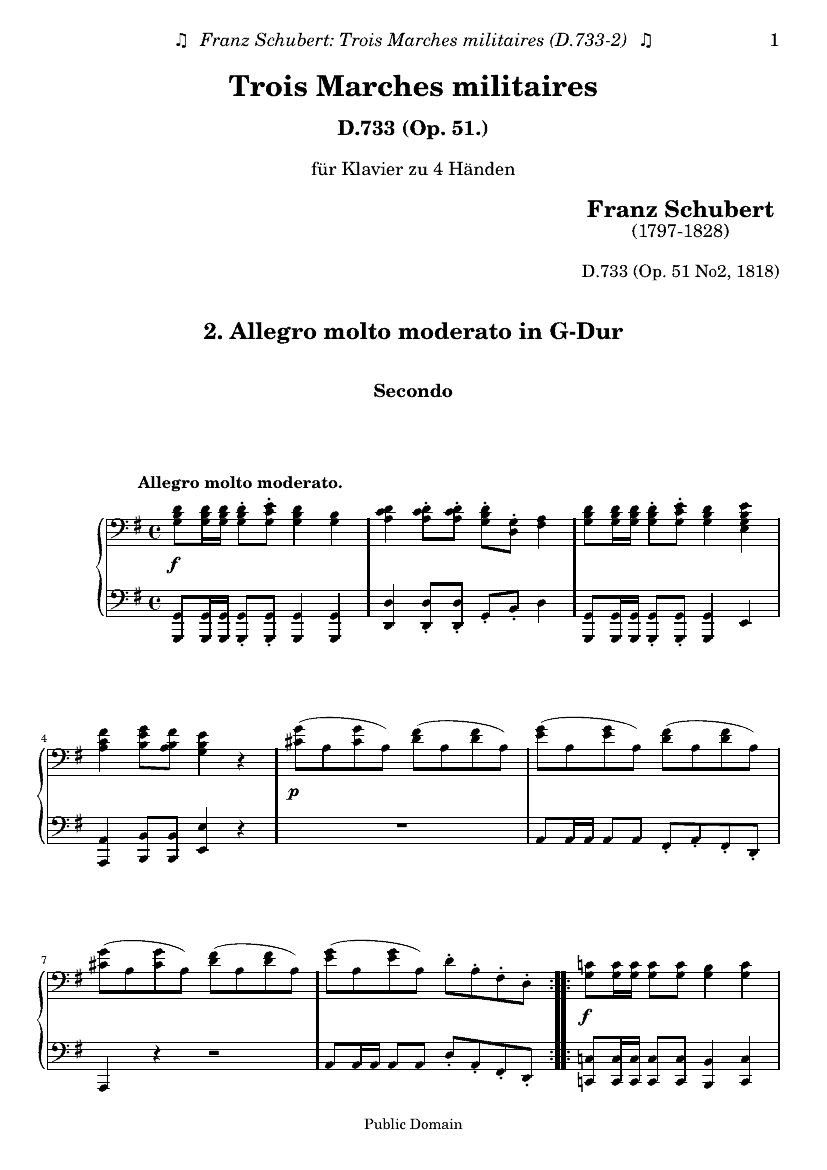 ♫ Franz Schubert: Trois Marches militaires (D.733-2) ♫ 1
Trois Marches militaires
D.733 (Op. 51.)
für Klavier zu 4 Händen
Franz Schubert
(1797-1828)
D.733 (Op. 51 No2, 1818)
2. Allegro molto moderato in G-Dur
Secondo
Allegro molto moderato.
f
4
p
7
f
Public Domain